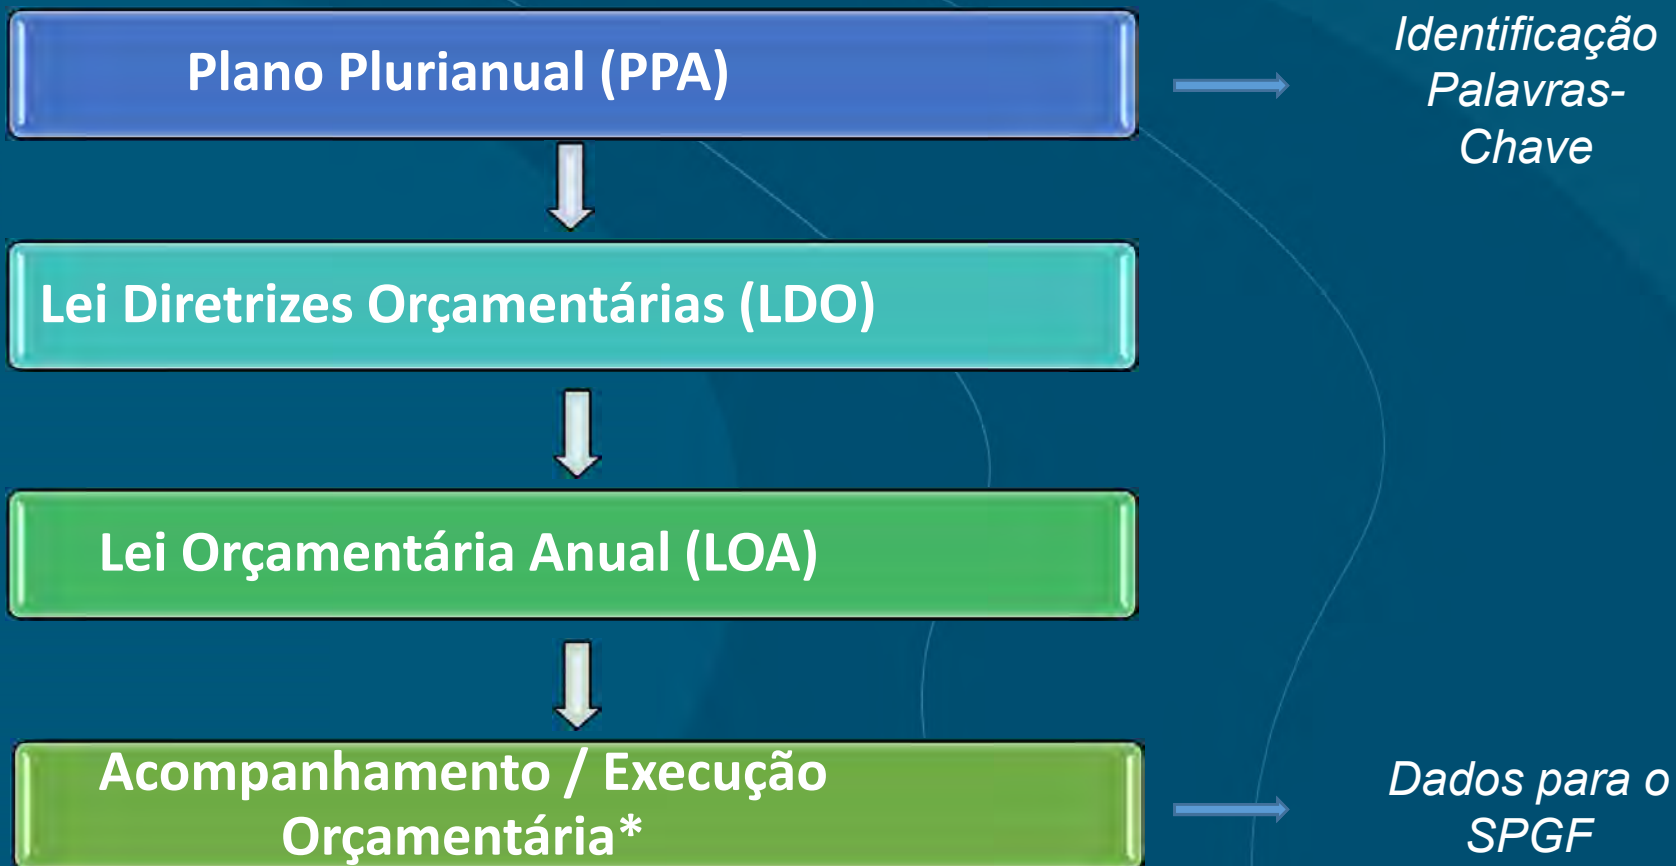 Plano Plurianual (PPA)
Identificação
Palavras-
Chave
Lei Diretrizes Orçamentárias (LDO)
Lei Orçamentária Anual (LOA)
Acompanhamento / Execução
Orçamentária*
Dados para o
SPGF